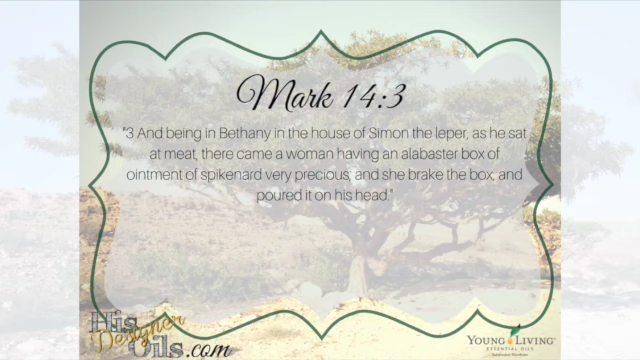 Mark 14:3
"3 And being in Bethany in the house of Simon the leper, as he sat
at meat, there came a woman having an alabaster box of
ointment of spikenard very precious; and she brake the box, and
poured it on his head."
His
Designer
Oils.com
YOUNG LIVING
ESSENTIAL OILS
Independent Distributor